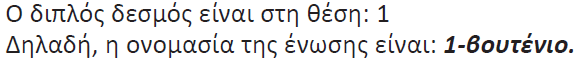 Ο διπλός δεσμός είναι στη θέση: 1
Δηλαδή, η ονομασία της ένωσης είναι: 1-βουτένιο.